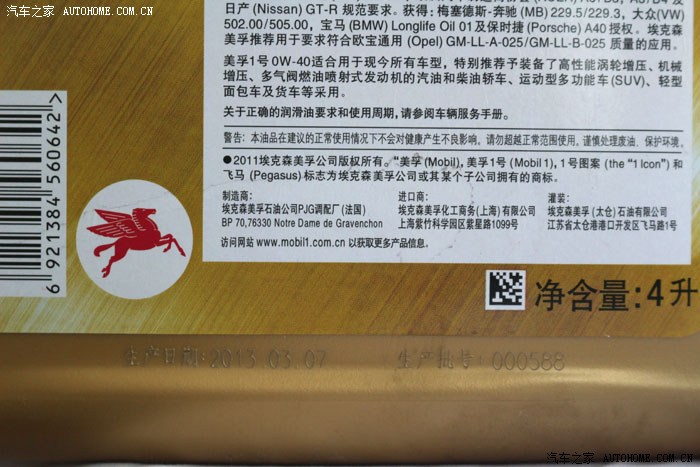 汽车之家 AUTOHOME.COM.CN
日产(Nissan) GT-R 规范要求。获得: 梅塞德斯-奔驰(MB) 229.5/229.3，大众(VW)
502.00/505.00，宝马(BMW) Longlife Oil 01及保时捷(Porsche) A40 授权。埃克森
美孚推荐用于要求符合欧宝通用(Opel) GM-LL-A-025/GM-LL-B-025 质量的应用。
美孚1号0W-40适合用于现今所有车型，特别推荐予装备了高性能涡轮增压、机械
增压、多气阀燃油喷射式发动机的汽油和柴油轿车、运动型多功能车(SUV)、轻型
面包车及货车等采用。
关于正确的润滑油要求和使用周期，请参阅车辆服务手册。
警告：本油品在建议的正常使用情况下不会对健康产生不良影响。请勿超越正常范围使用。谨慎处理废油，保护环境。
●2011埃克森美孚公司版权所有。“美孚(Mobil)，美孚1号(Mobil 1)，1号图案(the “1 Icon”) 和
飞马(Pegasus) 标志为埃克森美孚公司或其某个子公司拥有的商标。
制造商：
埃克森美孚石油公司PJG调配厂(法国)
BP 70,76330 Notre Dame de Gravenchon
进口商：
埃克森美孚化工商务(上海)有限公司
上海紫竹科学园区紫星路1099号
灌装：
埃克森美孚(太仓)石油有限公司
江苏省太仓港港口开发区飞马路1号
访问网站 www.mobil1.com.cn 以获取更多产品信息。
6 921384 560642
净含量:4升
生产日期:2013.03.07
生产批号: 000588
汽车之家 AUTOHOME.COM.CN